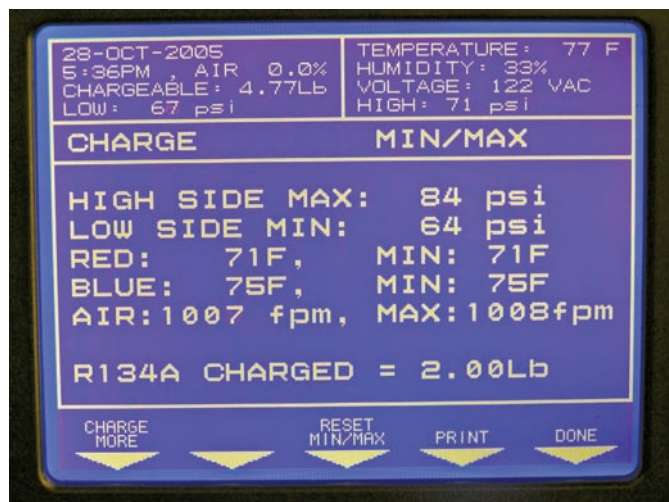 28-OCT-2005
5:36PM , AIR 0.0%
CHARGEABLE: 4.77Lb
LOW: 67 psi
TEMPERATURE: 77 F
HUMIDITY: 33%
VOLTAGE: 122 VAC
HIGH: 71 psi
CHARGE MIN/MAX
HIGH SIDE MAX: 84 psi
LOW SIDE MIN: 64 psi
RED: 71F, MIN: 71F
BLUE: 75F, MIN: 75F
AIR:1007 fpm, MAX:1008fpm
R134A CHARGED = 2.00Lb
CHARGE
MORE
RESET
MIN/MAX
PRINT
DONE